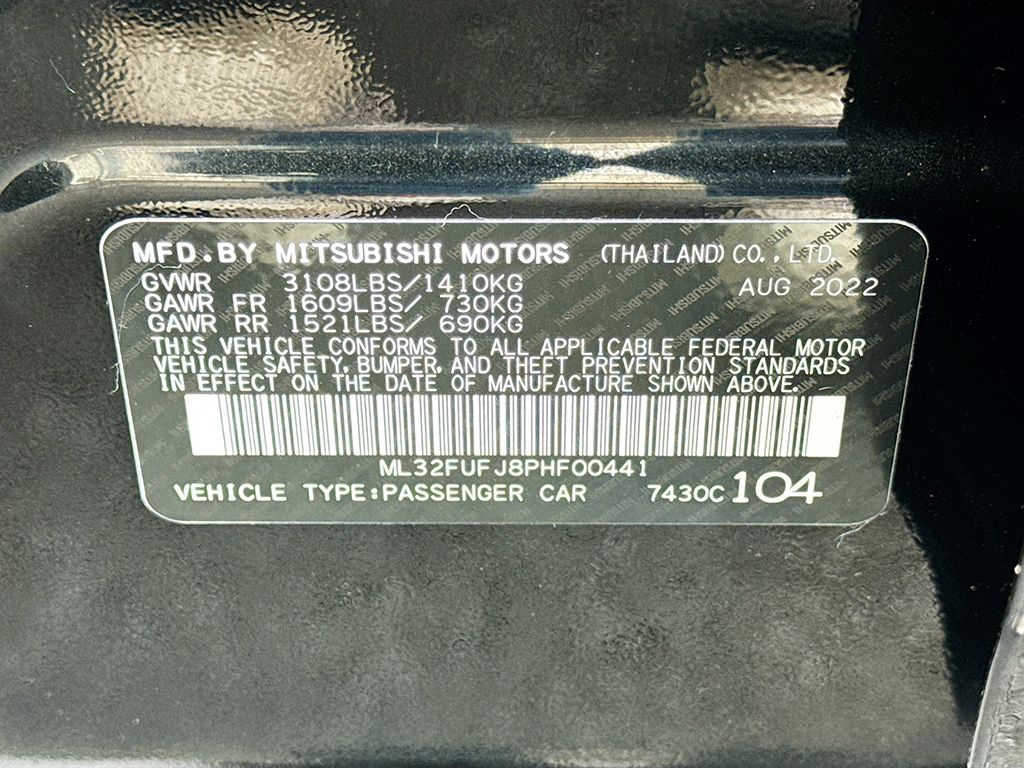 MFD.BY MITSUBISHI MOTORS (THAILAND)CO.,LTD.
GVWR 3108LBS/1410KG AUG 2022
GAWR FR 1609LBS/ 730KG
GAWR RR 1521LBS/ 690KG
THIS VEHICLE CONFORMS TO ALL APPLICABLE FEDERAL MOTOR
VEHICLE SAFETY, BUMPER, AND THEFT PREVENTION STANDARDS
IN EFFECT ON THE DATE OF MANUFACTURE SHOWN ABOVE.
ML32FUFJ8PHF00441
VEHICLE TYPE:PASSENGER CAR 7430C 104